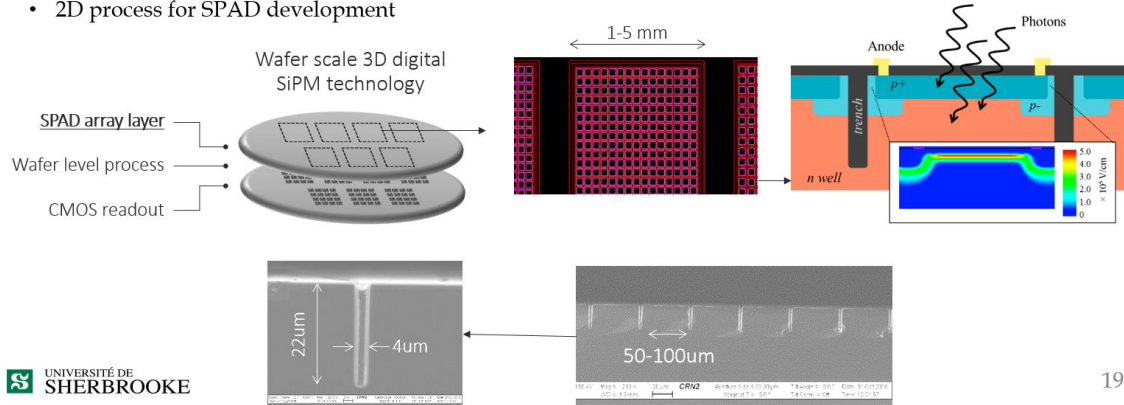 • 2D process for SPAD development
Wafer scale 3D digital
SiPM technology
SPAD array layer
Wafer level process
CMOS readout
1-5 mm
Photons
Anode
p+
p-
trench
n well
5.0
4.0
3.0
2.0
1.0
0
× 10⁵ V/cm
22um
4um
50-100um
CRN2
UNIVERSITÉ DE
SHERBROOKE
19